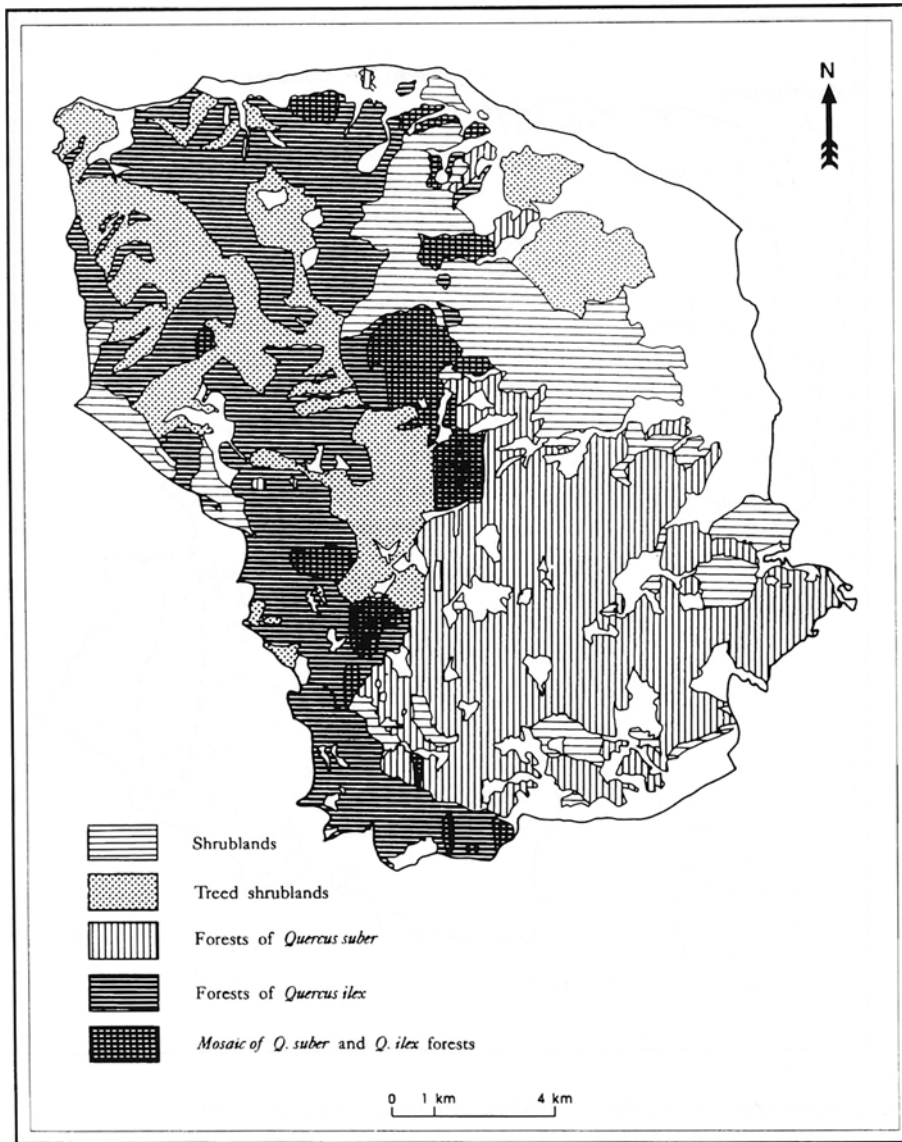 N
Shrublands
Treed shrublands
Forests of Quercus suber
Forests of Quercus ilex
Mosaic of Q. suber and Q. ilex forests
0 1 km 4 km